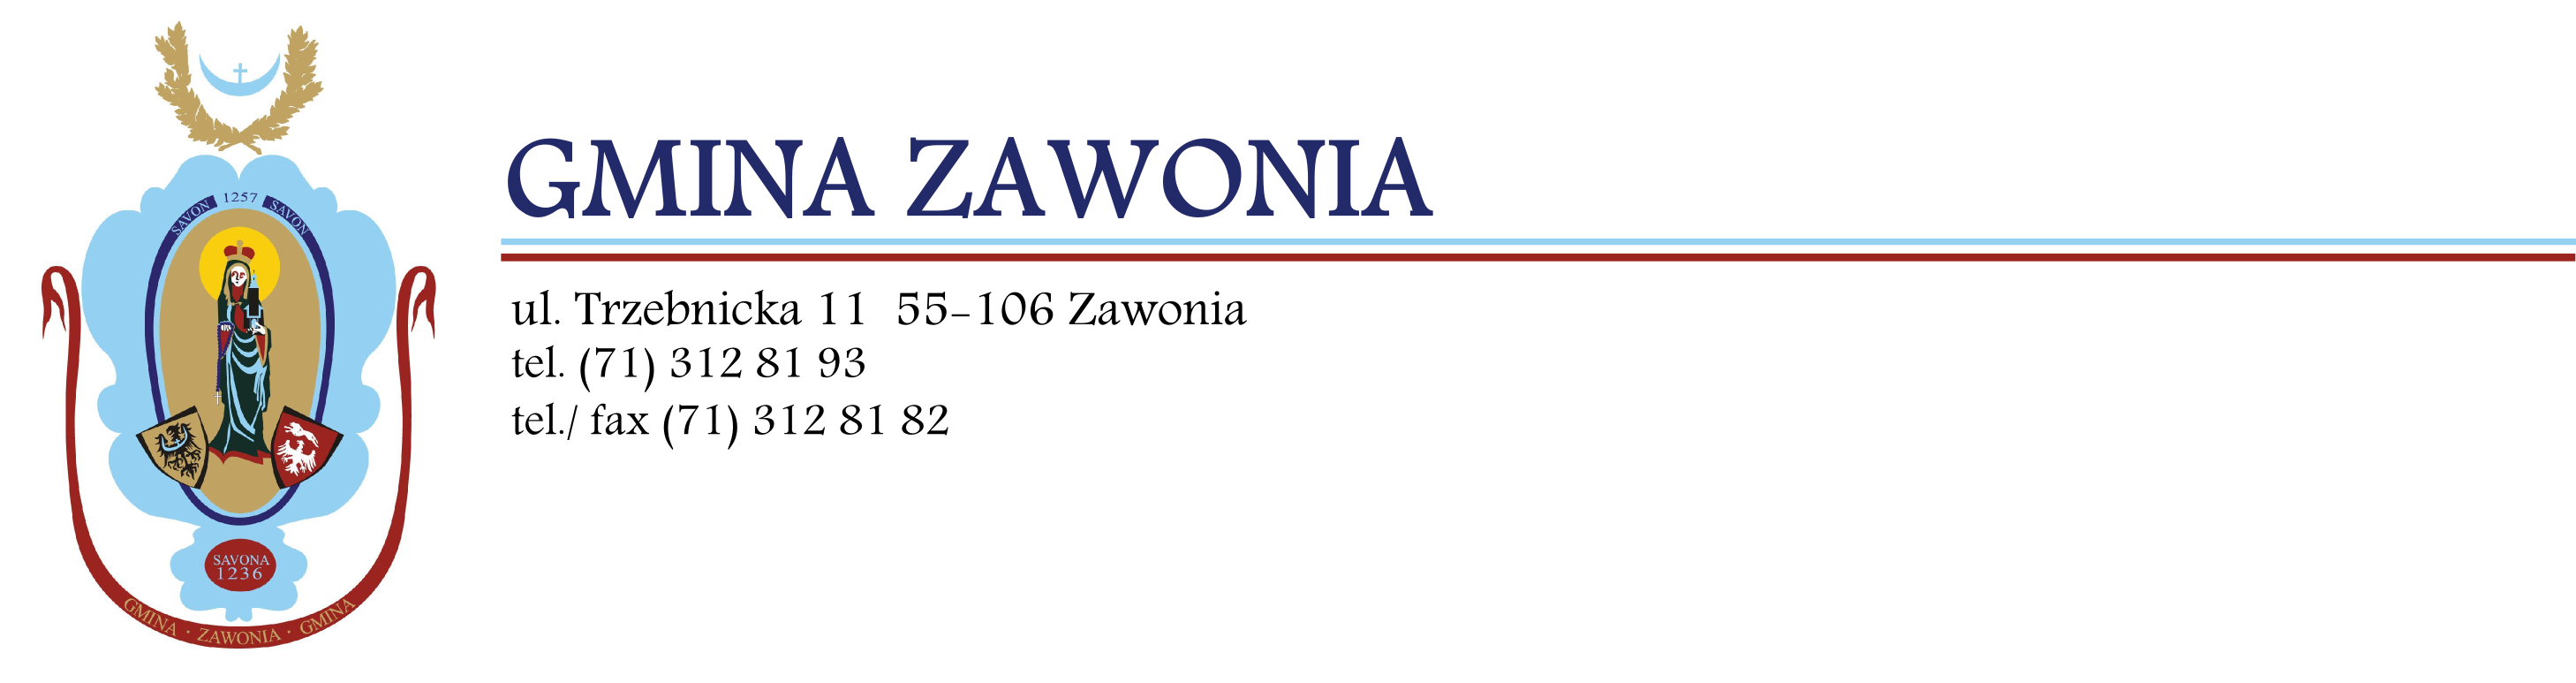 SAVON 1257 SAVON
SAVONA
1236
GMINA · ZAWONIA · GMINA
GMINA ZAWONIA
ul. Trzebnicka 11 55-106 Zawonia
tel. (71) 312 81 93
tel./ fax (71) 312 81 82